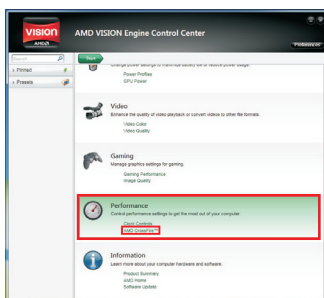 VISION
AMD
AMD VISION Engine Control Center
Preferences
Search
Start
Pinned
Presets
Change power settings to maximize battery life or reduce power usage.
Power Profiles
GPU Power
Video
Enhance the quality of video playback or convert videos to other file formats.
Video Color
Video Quality
Gaming
Manage graphics settings for gaming.
Gaming Performance
Image Quality
Performance
Control performance settings to get the most out of your computer.
Clock Controls
AMD CrossFire™
Information
Learn more about your computer hardware and software.
Product Summary
AMD Home
Software Update